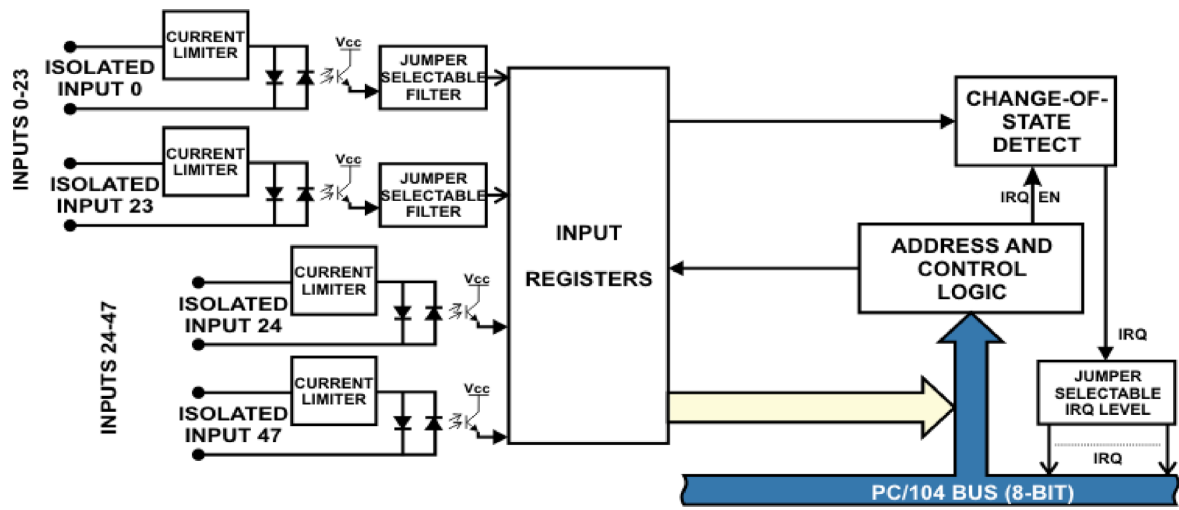 INPUTS 0-23
ISOLATED
INPUT 0
CURRENT
LIMITER
Vcc
JUMPER
SELECTABLE
FILTER
ISOLATED
INPUT 23
CURRENT
LIMITER
Vcc
JUMPER
SELECTABLE
FILTER
INPUTS 24-47
ISOLATED
INPUT 24
CURRENT
LIMITER
Vcc
ISOLATED
INPUT 47
CURRENT
LIMITER
Vcc
INPUT
REGISTERS
CHANGE-OF-
STATE
DETECT
IRQ EN
ADDRESS AND
CONTROL
LOGIC
IRQ
JUMPER
SELECTABLE
IRQ LEVEL
IRQ
PC/104 BUS (8-BIT)